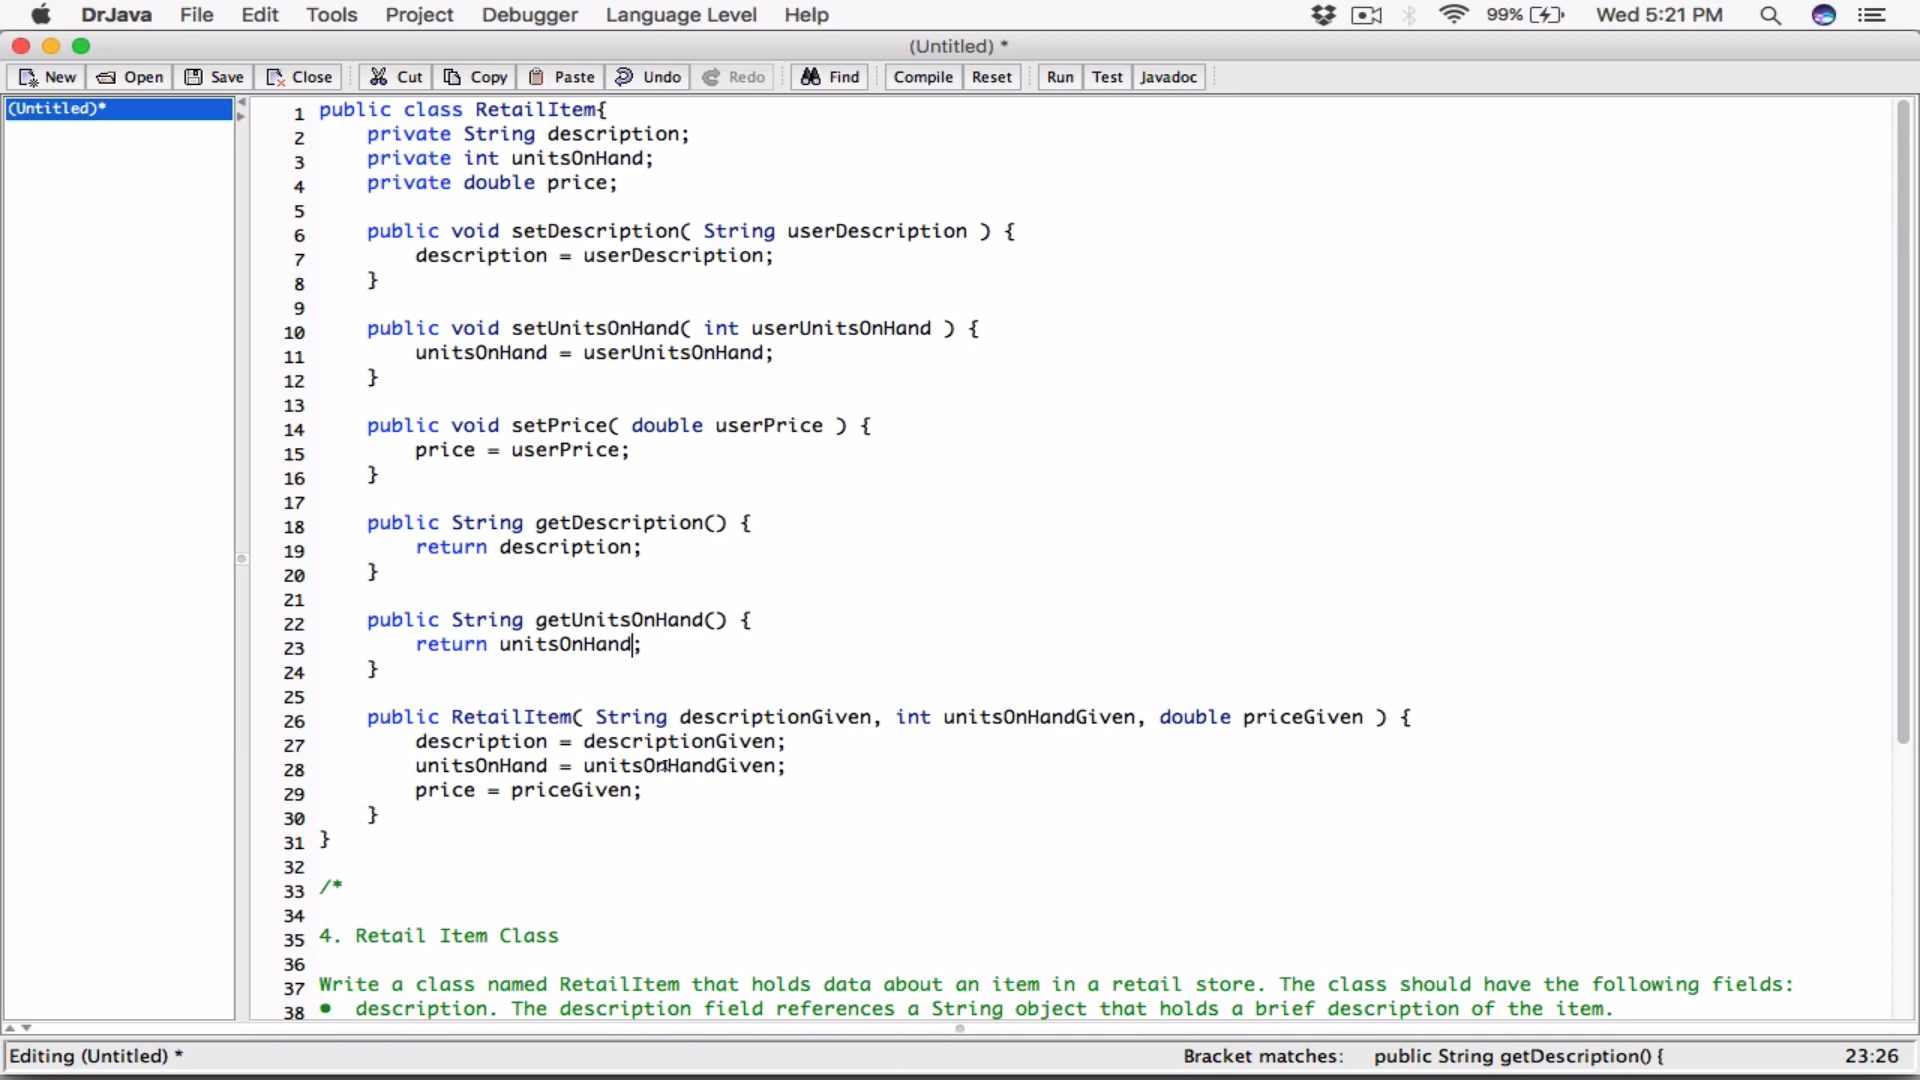 DrJava File Edit Tools Project Debugger Language Level Help 99% Wed 5:21 PM
(Untitled) *
New Open Save Close Cut Copy Paste Undo Redo Find Compile Reset Run Test Javadoc
(Untitled)*
1 public class RetailItem{
2 private String description;
3 private int unitsOnHand;
4 private double price;
5
6 public void setDescription( String userDescription ) {
7 description = userDescription;
8 }
9
10 public void setUnitsOnHand( int userUnitsOnHand ) {
11 unitsOnHand = userUnitsOnHand;
12 }
13
14 public void setPrice( double userPrice ) {
15 price = userPrice;
16 }
17
18 public String getDescription() {
19 return description;
20 }
21
22 public String getUnitsOnHand() {
23 return unitsOnHand;
24 }
25
26 public RetailItem( String descriptionGiven, int unitsOnHandGiven, double priceGiven ) {
27 description = descriptionGiven;
28 unitsOnHand = unitsOnHandGiven;
29 price = priceGiven;
30 }
31 }
32
33 /*
34
35 4. Retail Item Class
36
37 Write a class named RetailItem that holds data about an item in a retail store. The class should have the following fields:
38 • description. The description field references a String object that holds a brief description of the item.
Editing (Untitled) * Bracket matches: public String getDescription() { 23:26